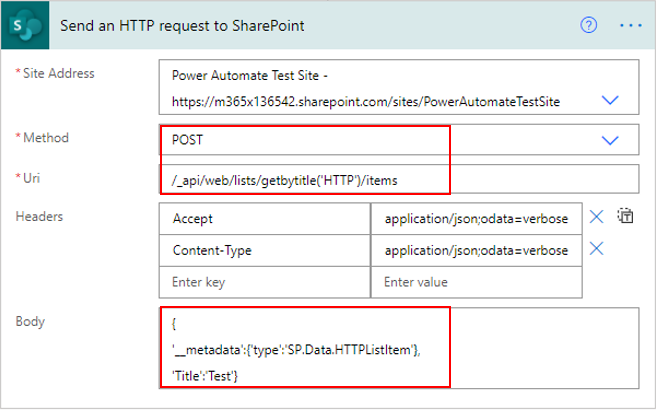 Send an HTTP request to SharePoint
* Site Address
Power Automate Test Site -
https://m365x136542.sharepoint.com/sites/PowerAutomateTestSite
* Method
POST
* Uri
/_api/web/lists/getbytitle('HTTP')/items
Headers
Accept
application/json;odata=verbose
Content-Type
application/json;odata=verbose
Enter key
Enter value
Body
{
'__metadata':{'type':'SP.Data.HTTPListItem'},
'Title':'Test'}